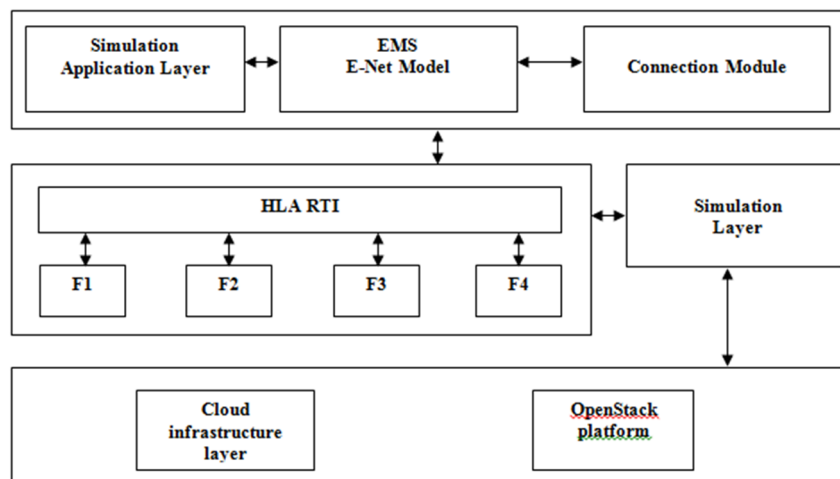 Simulation
Application Layer
EMS
E-Net Model
Connection Module
HLA RTI
F1
F2
F3
F4
Simulation
Layer
Cloud
infrastructure
layer
OpenStack
platform